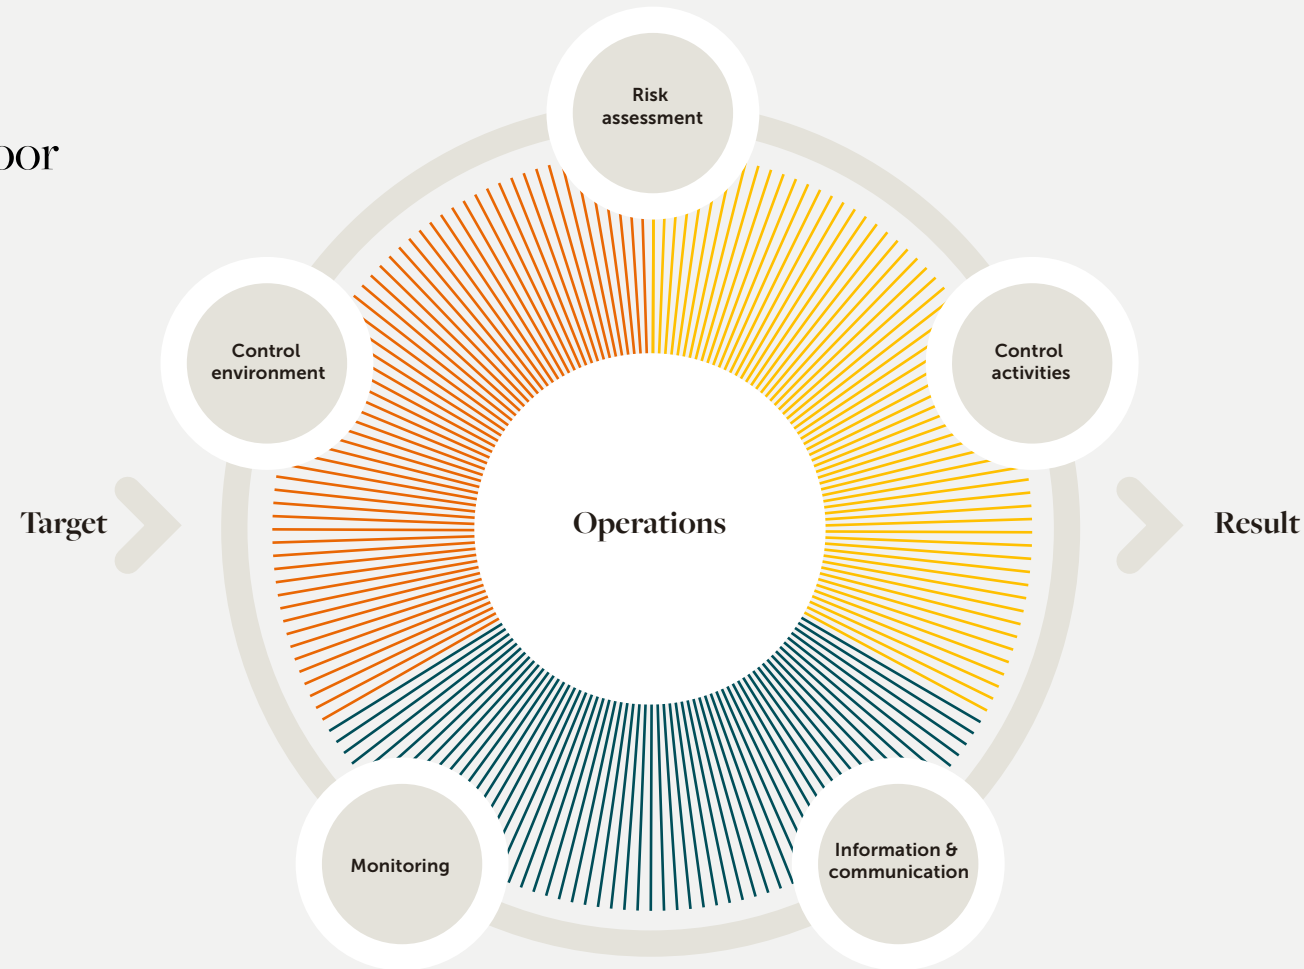 Risk
assessment
Control
environment
Control
activities
Target
Operations
Result
Monitoring
Information &
communication